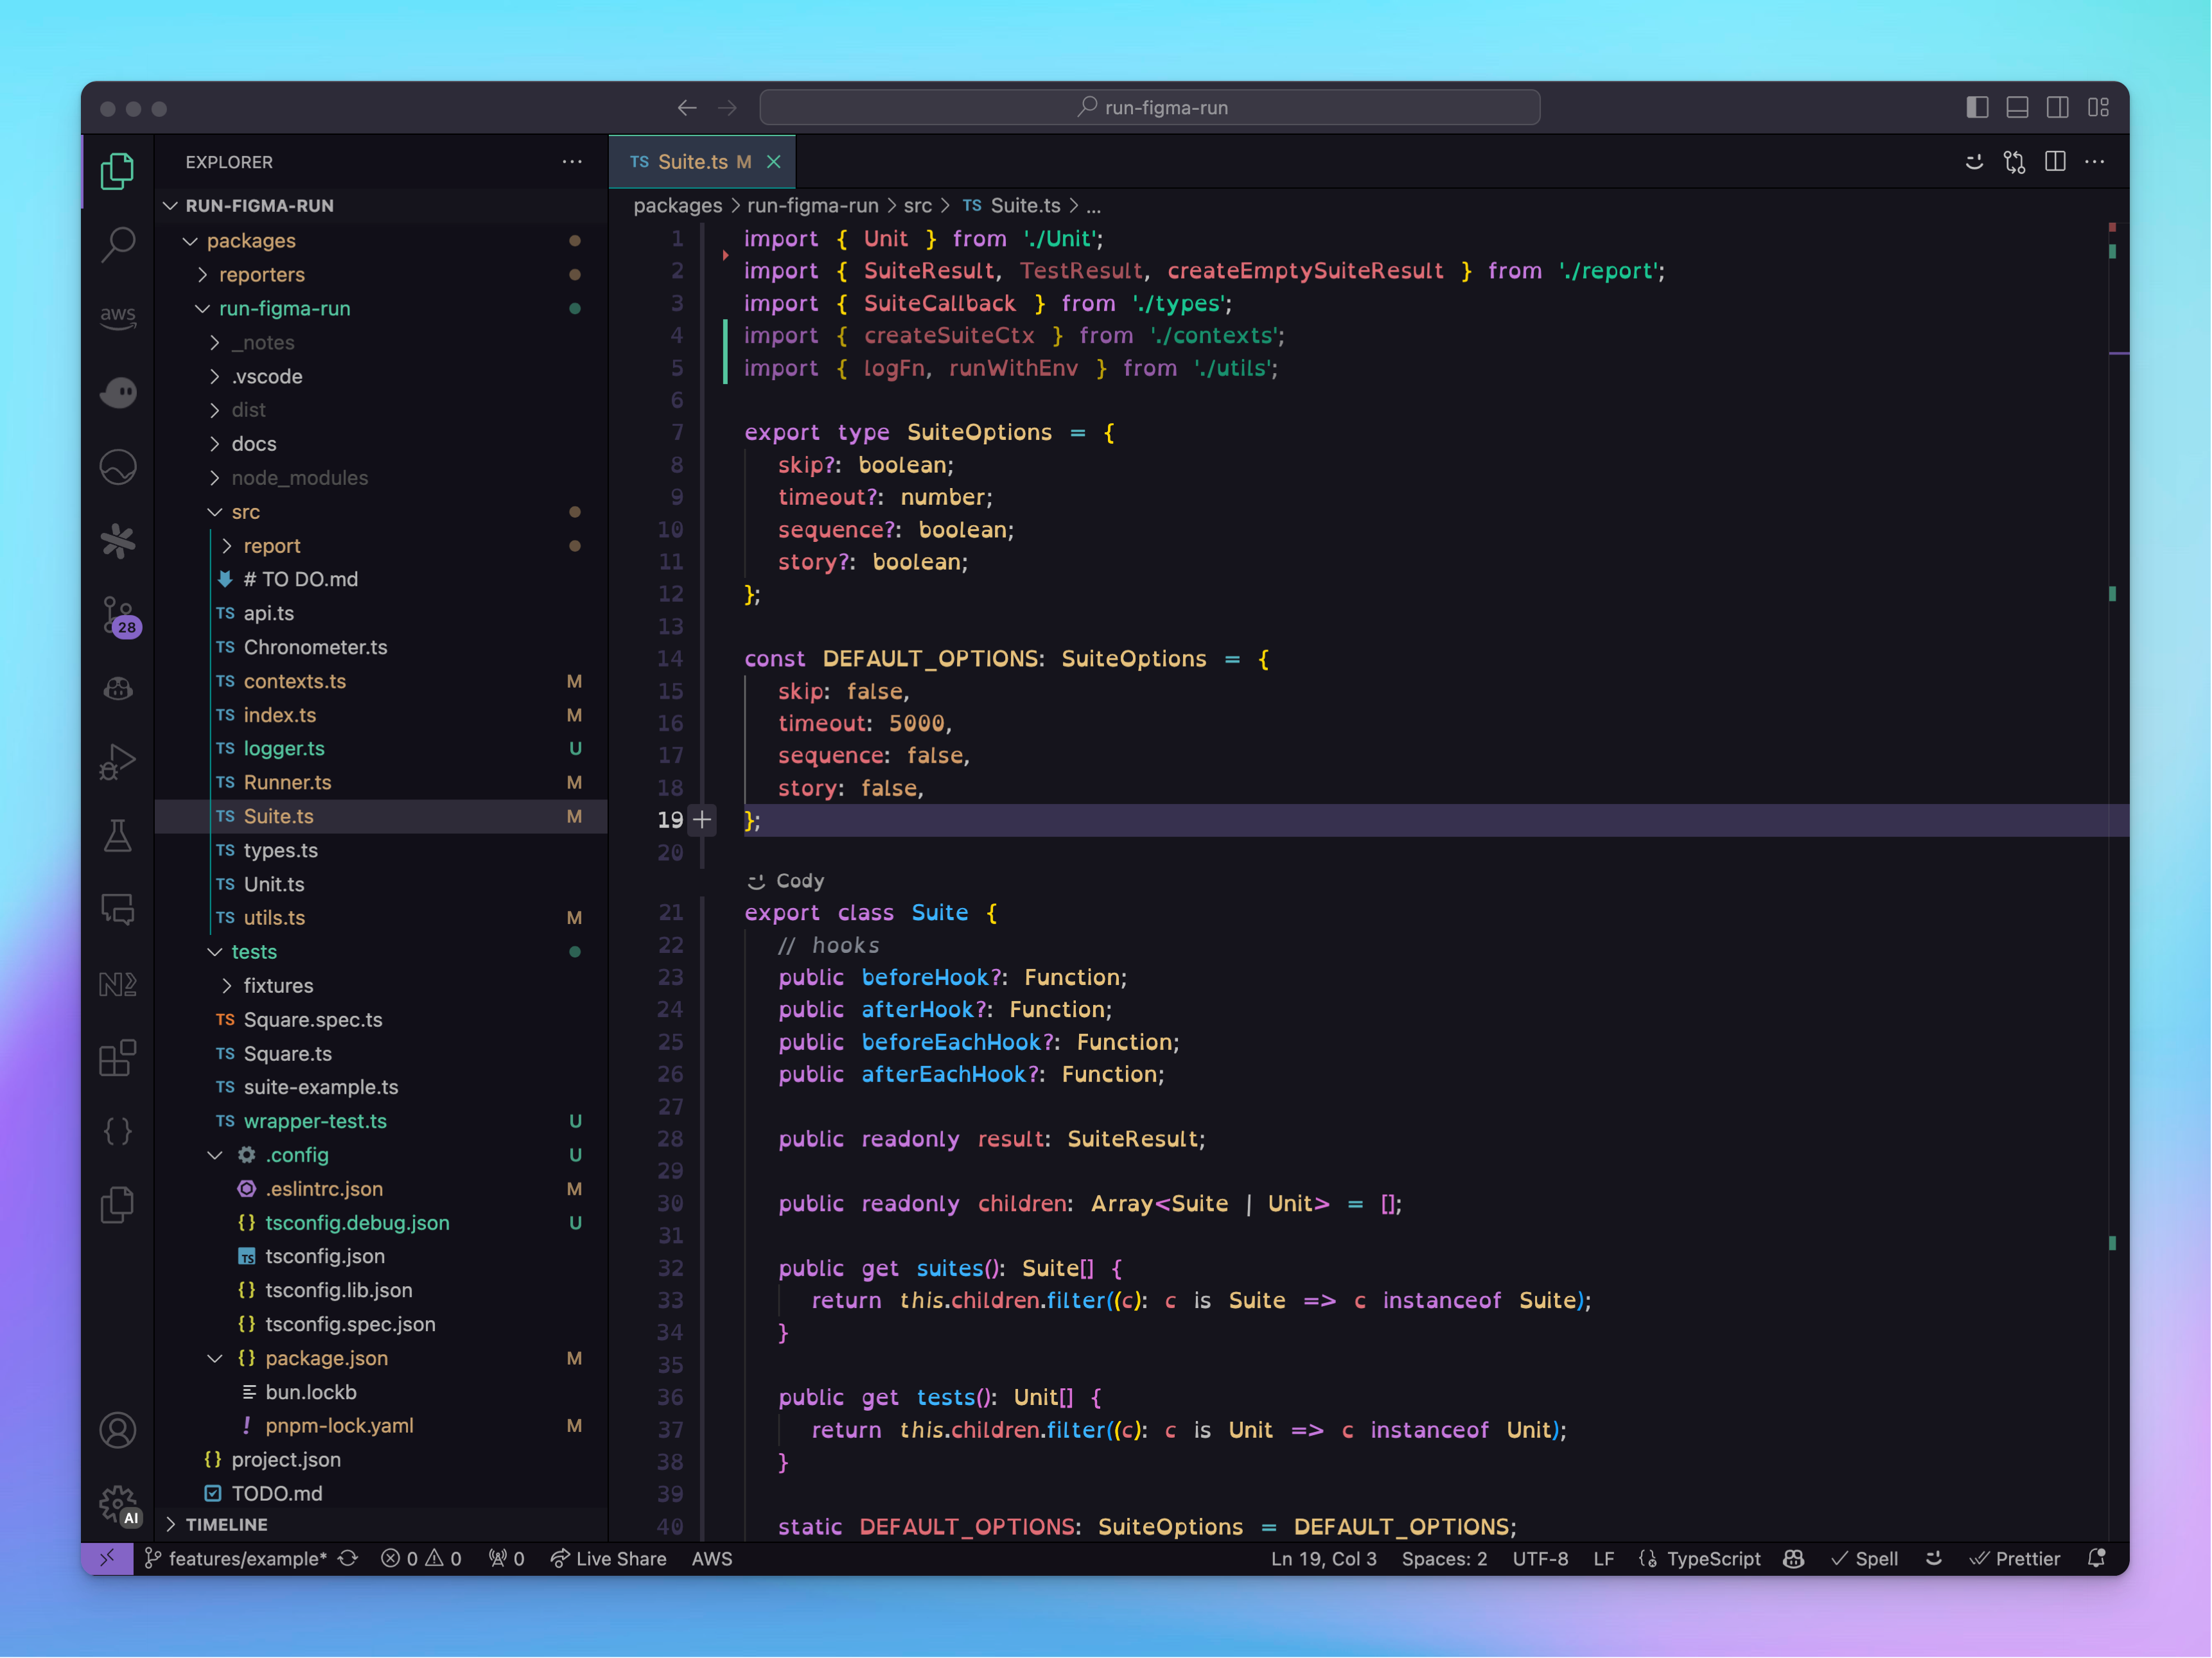 run-figma-run
EXPLORER
RUN-FIGMA-RUN
packages
reporters
run-figma-run
_notes
.vscode
dist
docs
node_modules
src
report
# TO DO.md
TS api.ts
TS Chronometer.ts
TS contexts.ts M
TS index.ts M
TS logger.ts U
TS Runner.ts M
TS Suite.ts M
TS types.ts
TS Unit.ts
TS utils.ts M
tests
fixtures
TS Square.spec.ts
TS Square.ts
TS suite-example.ts
TS wrapper-test.ts U
.config U
.eslintrc.json M
{} tsconfig.debug.json U
TS tsconfig.json
{} tsconfig.lib.json
{} tsconfig.spec.json
{} package.json M
bun.lockb
! pnpm-lock.yaml M
{} project.json
TODO.md
TIMELINE
aws
28
N
{}
AI
TS Suite.ts M
packages > run-figma-run > src > TS Suite.ts > ...
1 import { Unit } from './Unit';
2 import { SuiteResult, TestResult, createEmptySuiteResult } from './report';
3 import { SuiteCallback } from './types';
4 import { createSuiteCtx } from './contexts';
5 import { logFn, runWithEnv } from './utils';
6
7 export type SuiteOptions = {
8 skip?: boolean;
9 timeout?: number;
10 sequence?: boolean;
11 story?: boolean;
12 };
13
14 const DEFAULT_OPTIONS: SuiteOptions = {
15 skip: false,
16 timeout: 5000,
17 sequence: false,
18 story: false,
19 };
20
Cody
21 export class Suite {
22 // hooks
23 public beforeHook?: Function;
24 public afterHook?: Function;
25 public beforeEachHook?: Function;
26 public afterEachHook?: Function;
27
28 public readonly result: SuiteResult;
29
30 public readonly children: Array<Suite | Unit> = [];
31
32 public get suites(): Suite[] {
33 return this.children.filter((c): c is Suite => c instanceof Suite);
34 }
35
36 public get tests(): Unit[] {
37 return this.children.filter((c): c is Unit => c instanceof Unit);
38 }
39
40 static DEFAULT_OPTIONS: SuiteOptions = DEFAULT_OPTIONS;
features/example* 0 0 0 Live Share AWS Ln 19, Col 3 Spaces: 2 UTF-8 LF TypeScript Spell Prettier